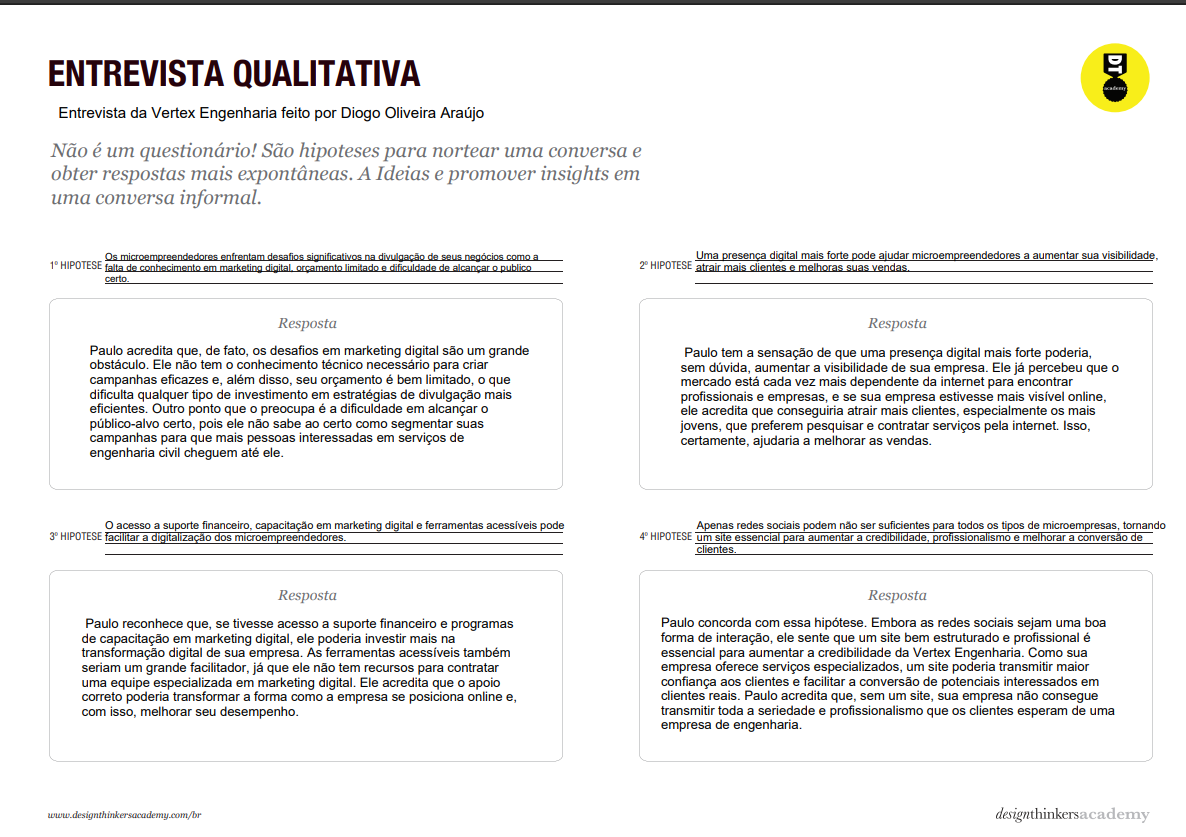 ENTREVISTA QUALITATIVA
Entrevista da Vertex Engenharia feito por Diogo Oliveira Araújo
DT
academy
Não é um questionário! São hipoteses para nortear uma conversa e
obter respostas mais expontâneas. A Ideias e promover insights em
uma conversa informal.
1º HIPOTESE
Os microempreendedores enfrentam desafios significativos na divulgação de seus negócios como a
falta de conhecimento em marketing digital, orçamento limitado e dificuldade de alcançar o publico
certo.
Resposta
Paulo acredita que, de fato, os desafios em marketing digital são um grande
obstáculo. Ele não tem o conhecimento técnico necessário para criar
campanhas eficazes e, além disso, seu orçamento é bem limitado, o que
dificulta qualquer tipo de investimento em estratégias de divulgação mais
eficientes. Outro ponto que o preocupa é a dificuldade em alcançar o
público-alvo certo, pois ele não sabe ao certo como segmentar suas
campanhas para que mais pessoas interessadas em serviços de
engenharia civil cheguem até ele.
2º HIPOTESE
Uma presença digital mais forte pode ajudar microempreendedores a aumentar sua visibilidade,
atrair mais clientes e melhoras suas vendas.
Resposta
Paulo tem a sensação de que uma presença digital mais forte poderia,
sem dúvida, aumentar a visibilidade de sua empresa. Ele já percebeu que o
mercado está cada vez mais dependente da internet para encontrar
profissionais e empresas, e se sua empresa estivesse mais visível online,
ele acredita que conseguiria atrair mais clientes, especialmente os mais
jovens, que preferem pesquisar e contratar serviços pela internet. Isso,
certamente, ajudaria a melhorar as vendas.
3º HIPOTESE
O acesso a suporte financeiro, capacitação em marketing digital e ferramentas acessíveis pode
facilitar a digitalização dos microempreendedores.
Resposta
Paulo reconhece que, se tivesse acesso a suporte financeiro e programas
de capacitação em marketing digital, ele poderia investir mais na
transformação digital de sua empresa. As ferramentas acessíveis também
seriam um grande facilitador, já que ele não tem recursos para contratar
uma equipe especializada em marketing digital. Ele acredita que o apoio
correto poderia transformar a forma como a empresa se posiciona online e,
com isso, melhorar seu desempenho.
4º HIPOTESE
Apenas redes sociais podem não ser suficientes para todos os tipos de microempresas, tornando
um site essencial para aumentar a credibilidade, profissionalismo e melhorar a conversão de
clientes.
Resposta
Paulo concorda com essa hipótese. Embora as redes sociais sejam uma boa
forma de interação, ele sente que um site bem estruturado e profissional é
essencial para aumentar a credibilidade da Vertex Engenharia. Como sua
empresa oferece serviços especializados, um site poderia transmitir maior
confiança aos clientes e facilitar a conversão de potenciais interessados em
clientes reais. Paulo acredita que, sem um site, sua empresa não consegue
transmitir toda a seriedade e profissionalismo que os clientes esperam de uma
empresa de engenharia.
www.designthinkersacademy.com/br
designthinkersacademy